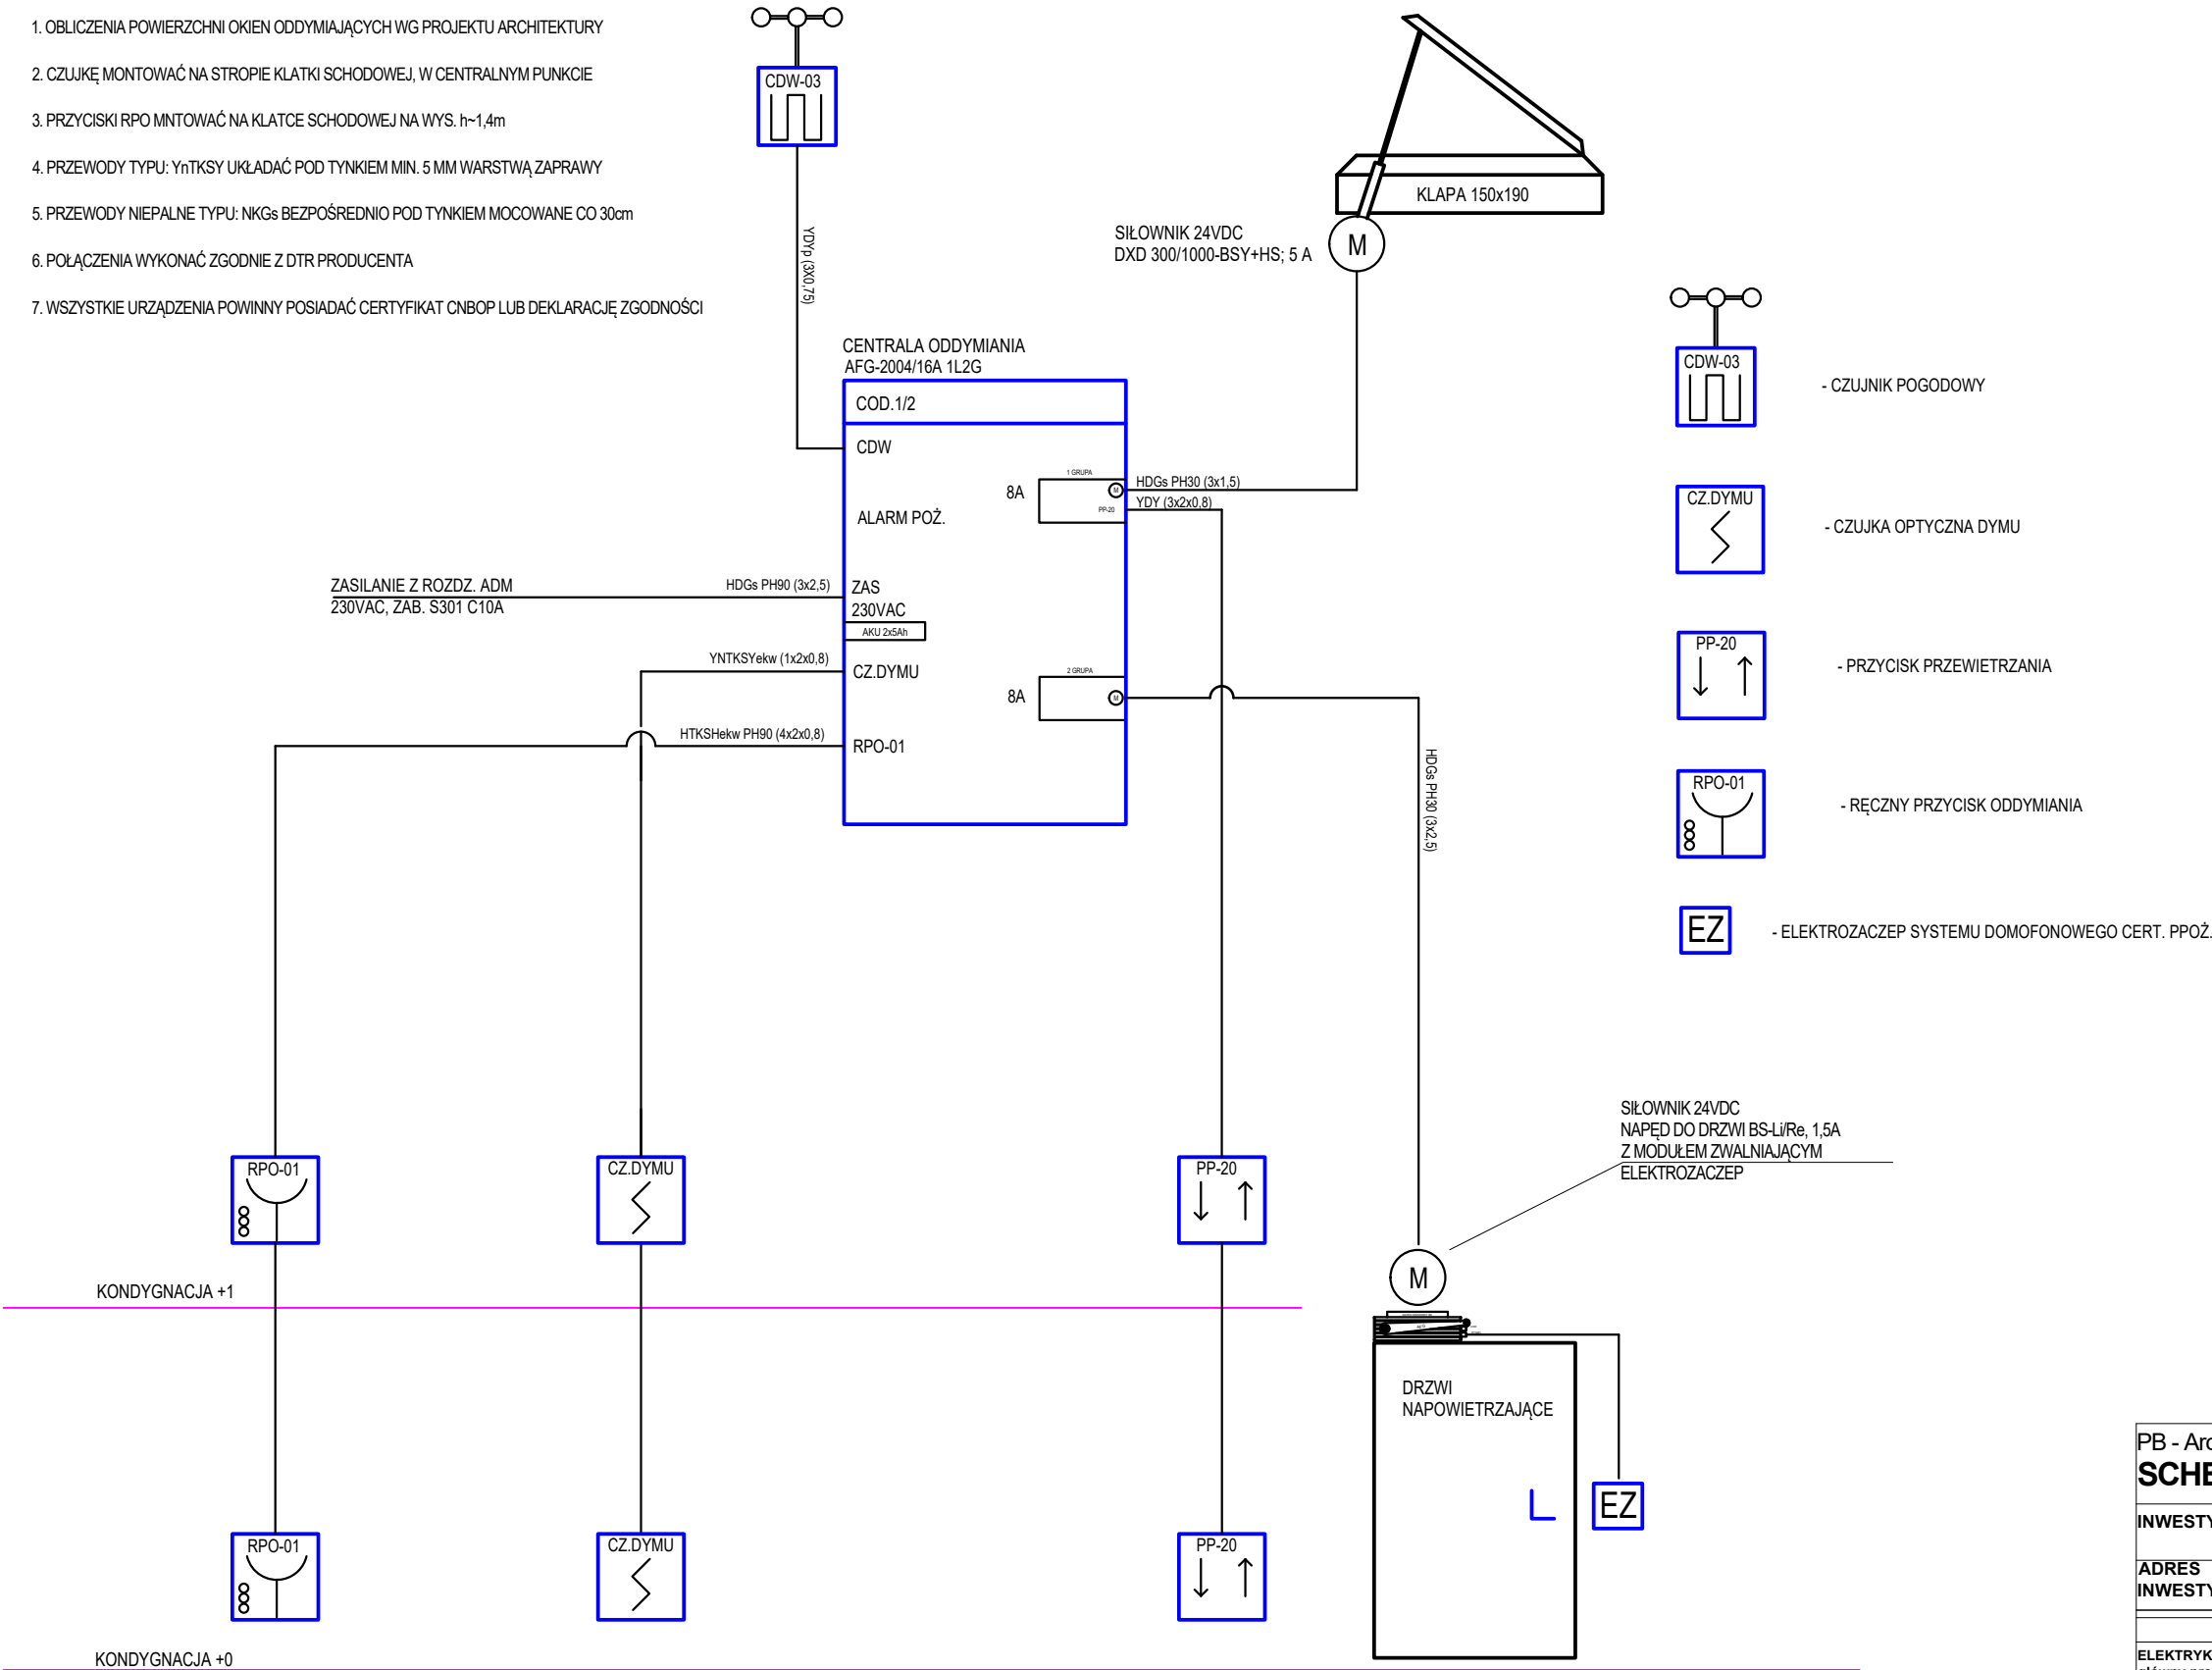 1. OBLICZENIA POWIERZCHNI OKIEN ODDYMIAJĄCYCH WG PROJEKTU ARCHITEKTURY
2. CZUJKĘ MONTOWAĆ NA STROPIE KLATKI SCHODOWEJ, W CENTRALNYM PUNKCIE
3. PRZYCISKI RPO MNTOWAĆ NA KLATCE SCHODOWEJ NA WYS. h~1,4m
4. PRZEWODY TYPU: YnTKSY UKŁADAĆ POD TYNKIEM MIN. 5 MM WARSTWĄ ZAPRAWY
5. PRZEWODY NIEPALNE TYPU: NKGs BEZPOŚREDNIO POD TYNKIEM MOCOWANE CO 30cm
6. POŁĄCZENIA WYKONAĆ ZGODNIE Z DTR PRODUCENTA
7. WSZYSTKIE URZĄDZENIA POWINNY POSIADAĆ CERTYFIKAT CNBOP LUB DEKLARACJĘ ZGODNOŚCI
CDW-03
YDYp (3X0,75)
KLAPA 150x190
SIŁOWNIK 24VDC
DXD 300/1000-BSY+HS; 5 A
M
CENTRALA ODDYMIANIA
AFG-2004/16A 1L2G
COD.1/2
CDW
1 GRUPA
8A
M
PP-20
HDGs PH30 (3x1,5)
YDY (3x2x0,8)
ALARM POŻ.
ZASILANIE Z ROZDZ. ADM
230VAC, ZAB. S301 C10A
HDGs PH90 (3x2,5)
ZAS
230VAC
AKU 2x5Ah
YNTKSYekw (1x2x0,8)
CZ.DYMU
2 GRUPA
8A
M
HTKSHekw PH90 (4x2x0,8)
RPO-01
HDGs PH30 (3x2,5)
CDW-03
- CZUJNIK POGODOWY
CZ.DYMU
- CZUJKA OPTYCZNA DYMU
PP-20
- PRZYCISK PRZEWIETRZANIA
RPO-01
- RĘCZNY PRZYCISK ODDYMIANIA
EZ
- ELEKTROZACZEP SYSTEMU DOMOFONOWEGO CERT. PPOŻ.
SIŁOWNIK 24VDC
NAPĘD DO DRZWI BS-Li/Re, 1,5A
Z MODUŁEM ZWALNIAJĄCYM
ELEKTROZACZEP
RPO-01
CZ.DYMU
PP-20
M
KONDYGNACJA +1
DRZWI
NAPOWIETRZAJĄCE
EZ
RPO-01
CZ.DYMU
PP-20
KONDYGNACJA +0
PB - Arc
SCHE
INWESTY
ADRES
INWESTY
ELEKTRYK